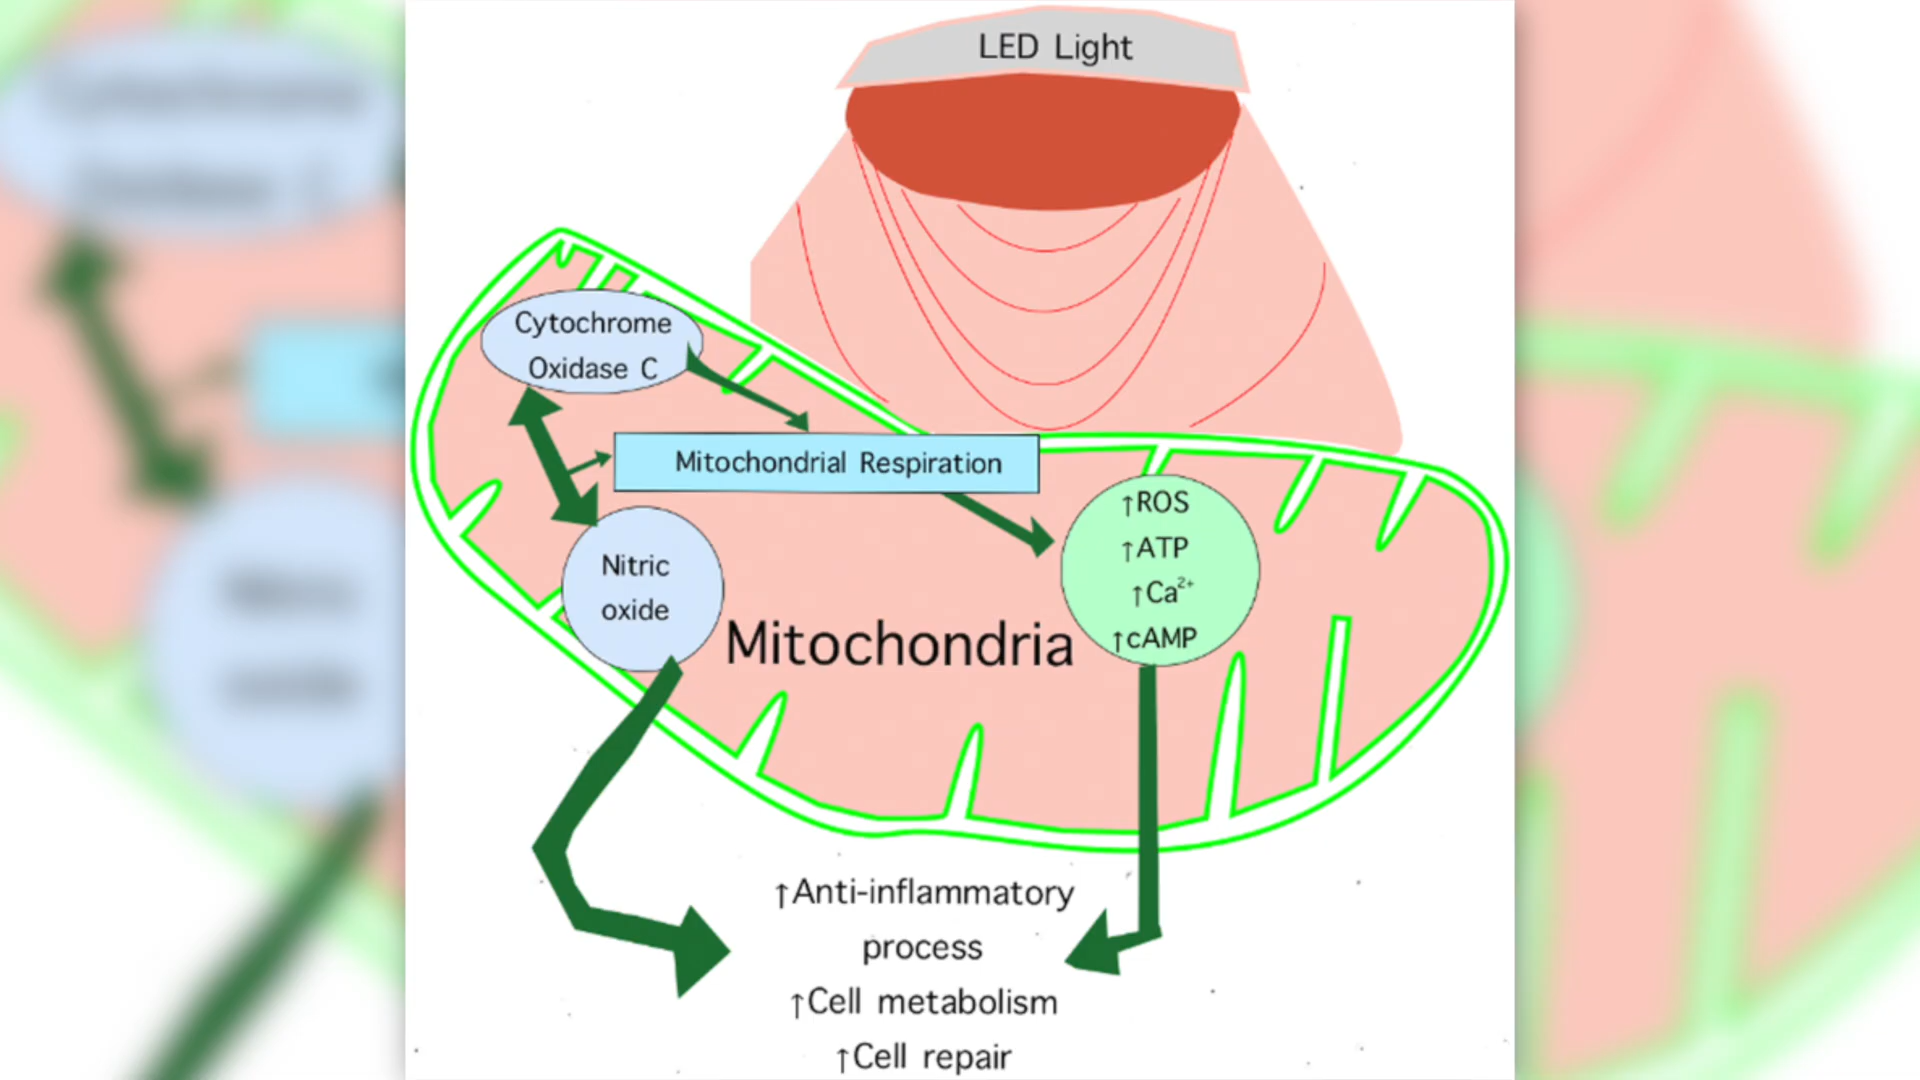 LED Light
Cytochrome
Oxidase C
Mitochondrial Respiration
Nitric
oxide
Mitochondria
↑ROS
↑ATP
↑Ca²⁺
↑cAMP
↑Anti-inflammatory
process
↑Cell metabolism
↑Cell repair